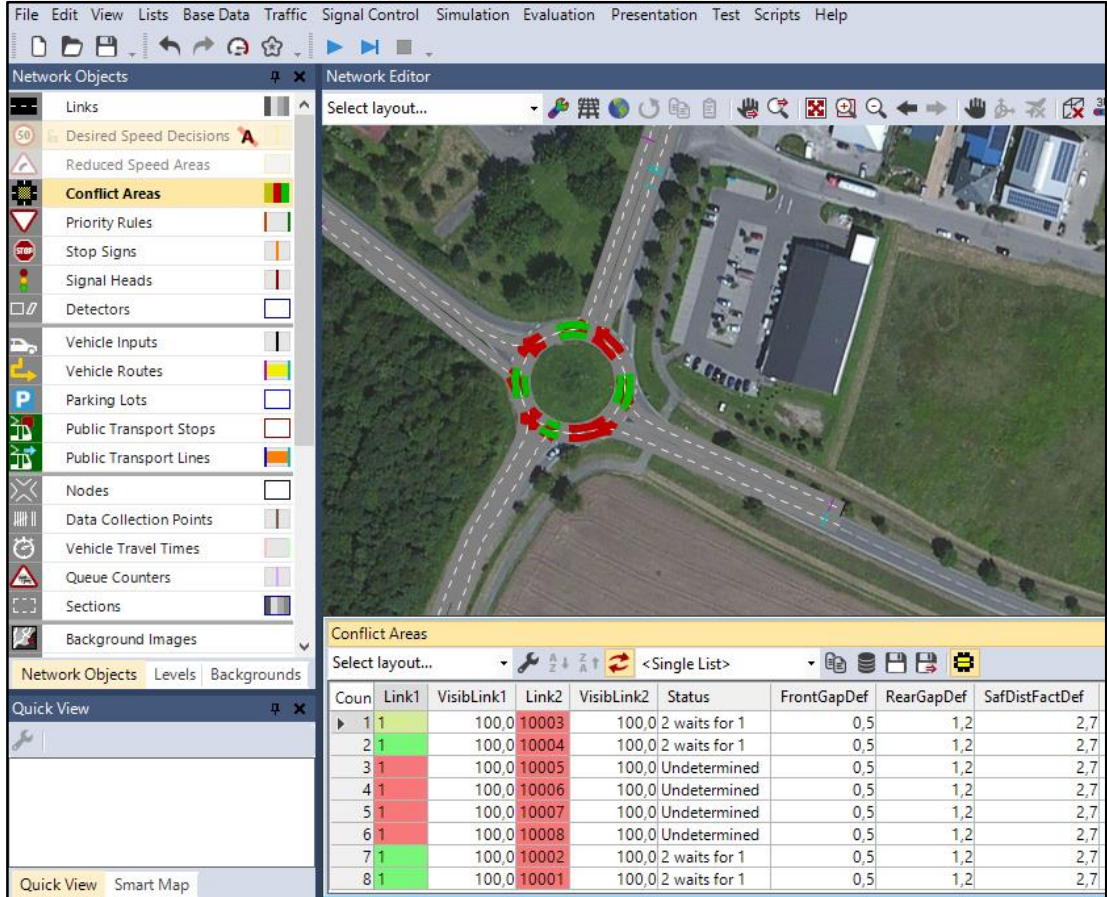 File Edit View Lists Base Data Traffic Signal Control Simulation Evaluation Presentation Test Scripts Help
Network Objects
Links
50 Desired Speed Decisions A
Reduced Speed Areas
Conflict Areas
Priority Rules
STOP Stop Signs
Signal Heads
Detectors
Vehicle Inputs
Vehicle Routes
P Parking Lots
Public Transport Stops
Public Transport Lines
Nodes
Data Collection Points
Vehicle Travel Times
Queue Counters
Sections
Background Images
Network Objects Levels Backgrounds
Quick View
Quick View Smart Map
Network Editor
Select layout...
Conflict Areas
Select layout... <Single List>
Coun Link1 VisibLink1 Link2 VisibLink2 Status FrontGapDef RearGapDef SafDistFactDef
1 1 100,0 10003 100,0 2 waits for 1 0,5 1,2 2,7
2 1 100,0 10004 100,0 2 waits for 1 0,5 1,2 2,7
3 1 100,0 10005 100,0 Undetermined 0,5 1,2 2,7
4 1 100,0 10006 100,0 Undetermined 0,5 1,2 2,7
5 1 100,0 10007 100,0 Undetermined 0,5 1,2 2,7
6 1 100,0 10008 100,0 Undetermined 0,5 1,2 2,7
7 1 100,0 10002 100,0 2 waits for 1 0,5 1,2 2,7
8 1 100,0 10001 100,0 2 waits for 1 0,5 1,2 2,7